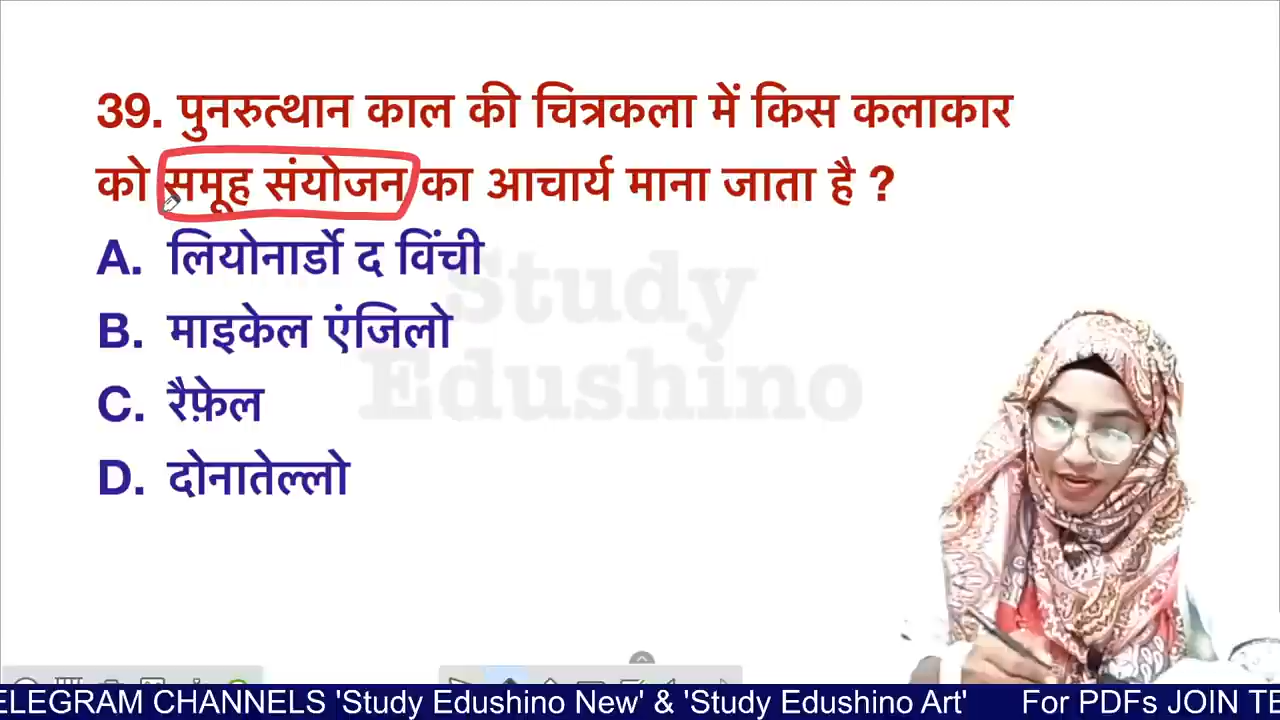 39. पुनरुत्थान काल की चित्रकला में किस कलाकार
को समूह संयोजन का आचार्य माना जाता है ?
A. लियोनार्डो द विंची
B. माइकेल एंजिलो
C. रैफ़ेल
D. दोनातेल्लो
Study
Edushino
ELEGRAM CHANNELS 'Study Edushino New' & 'Study Edushino Art' For PDFs JOIN TE